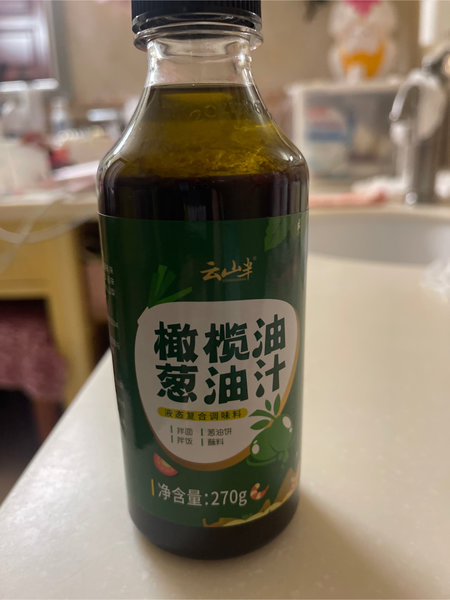 云山半
橄榄油
葱油汁
液态复合调味料
拌面 葱油饼
拌饭 蘸料
净含量:270g